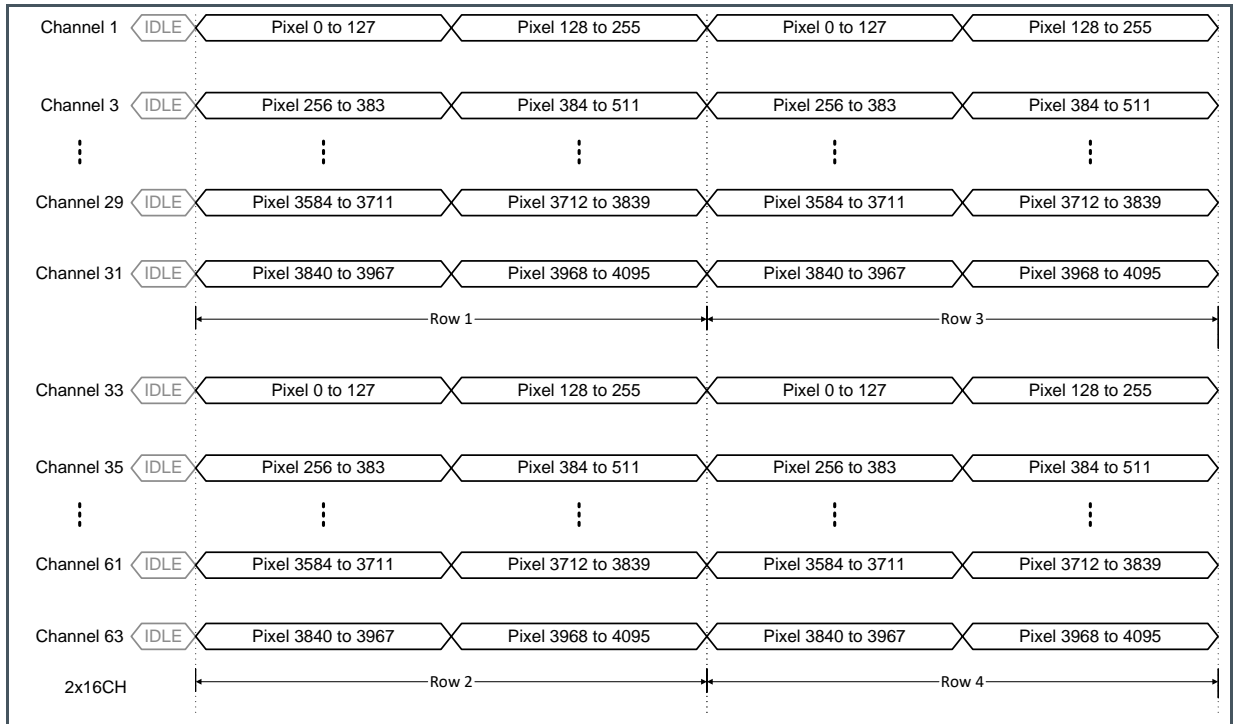 Channel 1 IDLE Pixel 0 to 127 Pixel 128 to 255 Pixel 0 to 127 Pixel 128 to 255
Channel 3 IDLE Pixel 256 to 383 Pixel 384 to 511 Pixel 256 to 383 Pixel 384 to 511
Channel 29 IDLE Pixel 3584 to 3711 Pixel 3712 to 3839 Pixel 3584 to 3711 Pixel 3712 to 3839
Channel 31 IDLE Pixel 3840 to 3967 Pixel 3968 to 4095 Pixel 3840 to 3967 Pixel 3968 to 4095
Row 1 Row 3
Channel 33 IDLE Pixel 0 to 127 Pixel 128 to 255 Pixel 0 to 127 Pixel 128 to 255
Channel 35 IDLE Pixel 256 to 383 Pixel 384 to 511 Pixel 256 to 383 Pixel 384 to 511
Channel 61 IDLE Pixel 3584 to 3711 Pixel 3712 to 3839 Pixel 3584 to 3711 Pixel 3712 to 3839
Channel 63 IDLE Pixel 3840 to 3967 Pixel 3968 to 4095 Pixel 3840 to 3967 Pixel 3968 to 4095
2x16CH Row 2 Row 4